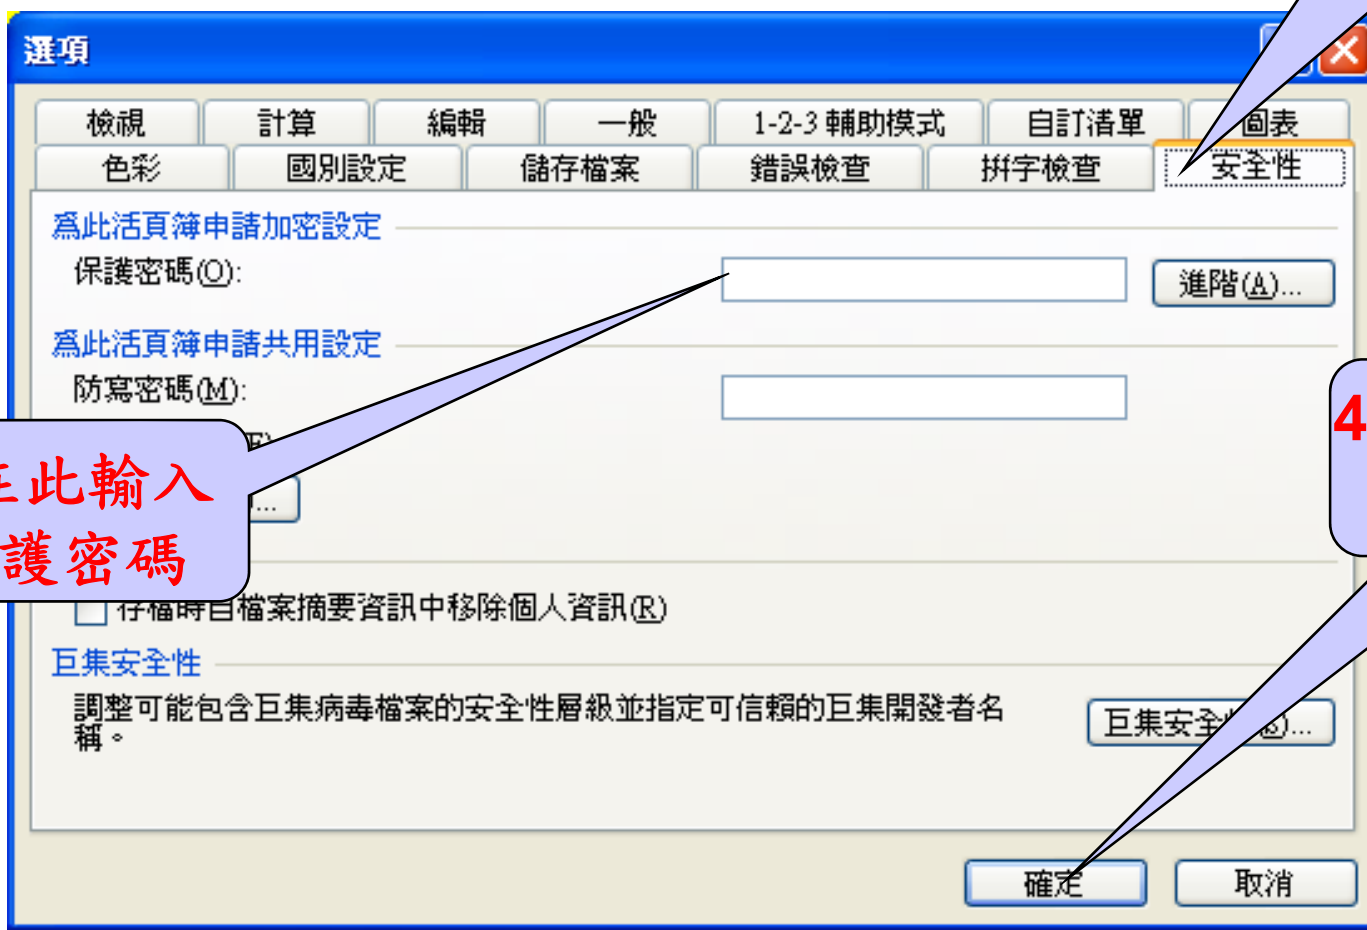 選項
檢視 計算 編輯 一般 1-2-3 輔助模式 自訂清單 圖表
色彩 國別設定 儲存檔案 錯誤檢查 拼字檢查 安全性
為此活頁簿申請加密設定
保護密碼(O):
進階(A)...
為此活頁簿申請共用設定
防寫密碼(M):
4
此輸入
護密碼
存檔時自檔案摘要資訊中移除個人資訊(R)
巨集安全性
調整可能包含巨集病毒檔案的安全性層級並指定可信賴的巨集開發者名
稱。
巨集安全性(S)...
確定 取消